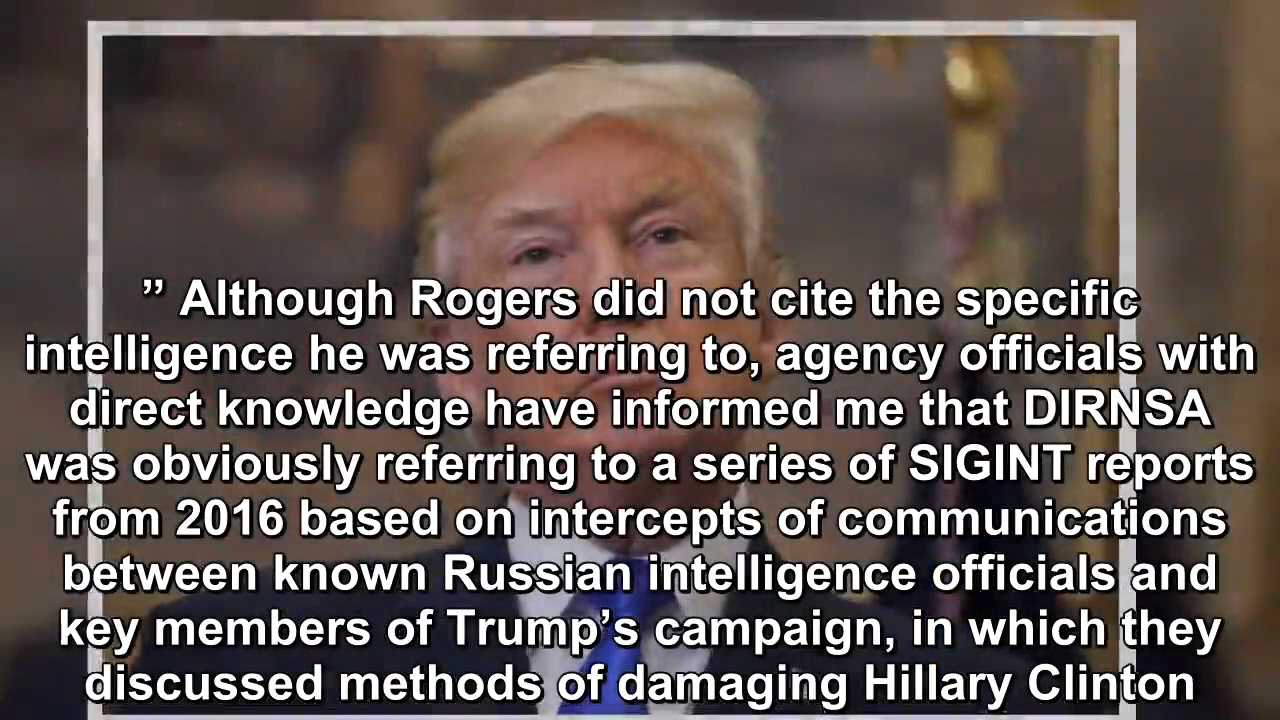 ” Although Rogers did not cite the specific
intelligence he was referring to, agency officials with
direct knowledge have informed me that DIRNSA
was obviously referring to a series of SIGINT reports
from 2016 based on intercepts of communications
between known Russian intelligence officials and
key members of Trump’s campaign, in which they
discussed methods of damaging Hillary Clinton